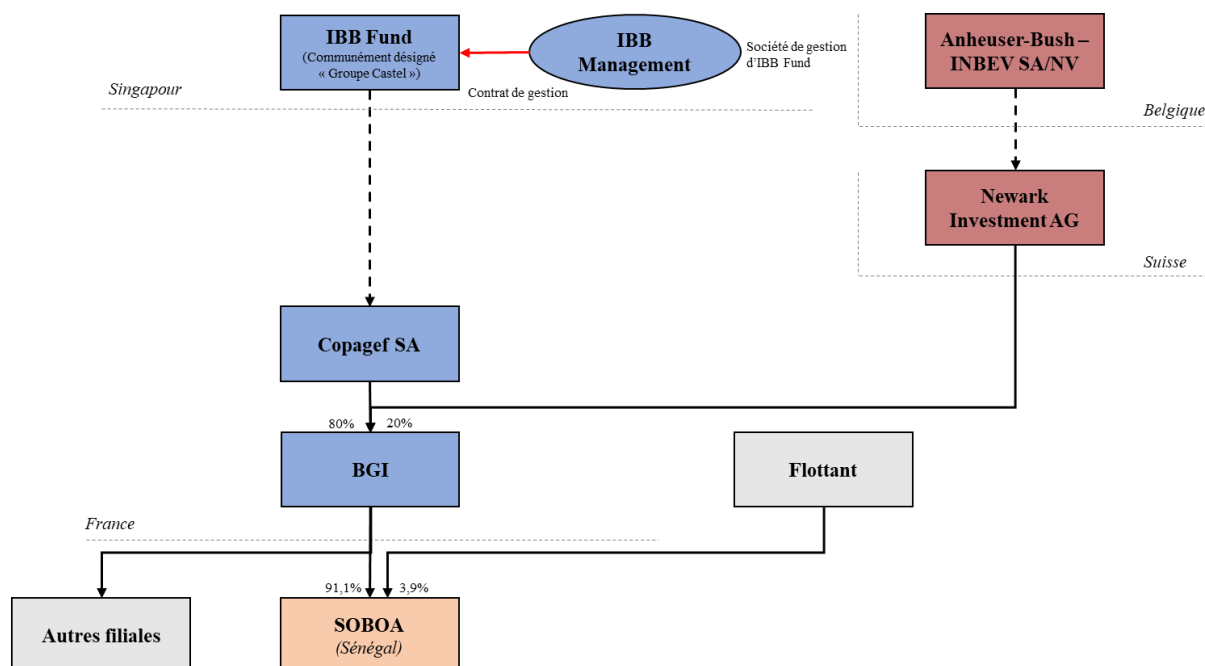 IBB Fund
(Communément désigné
« Groupe Castel »)
IBB
Management
Société de gestion
d'IBB Fund
Anheuser-Bush –
INBEV SA/NV
Contrat de gestion
Singapour
Belgique
Newark
Investment AG
Suisse
Copagef SA
80%
20%
BGI
Flottant
France
91,1%
3,9%
Autres filiales
SOBOA
(Sénégal)